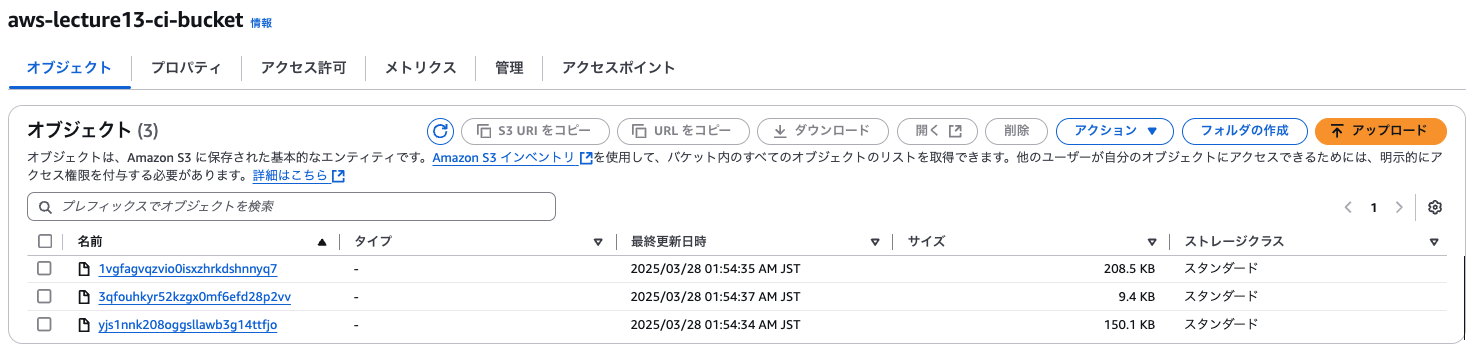 aws-lecture13-ci-bucket 情報
オブジェクト プロパティ アクセス許可 メトリクス 管理 アクセスポイント
オブジェクト (3) S3 URI をコピー URL をコピー ダウンロード 開く 削除 アクション フォルダの作成 アップロード
オブジェクトは、Amazon S3 に保存された基本的なエンティティです。Amazon S3 インベントリ を使用して、バケット内のすべてのオブジェクトのリストを取得できます。他のユーザーが自分のオブジェクトにアクセスできるためには、明示的にア
クセス権限を付与する必要があります。詳細はこちら
プレフィックスでオブジェクトを検索 1
名前 タイプ 最終更新日時 サイズ ストレージクラス
1vgfagvqzvio0isxzhrkdshnnyq7 - 2025/03/28 01:54:35 AM JST 208.5 KB スタンダード
3qfouhkyr52kzgx0mf6efd28p2vv - 2025/03/28 01:54:37 AM JST 9.4 KB スタンダード
yjs1nnk208oggsllawb3g14ttfjo - 2025/03/28 01:54:34 AM JST 150.1 KB スタンダード